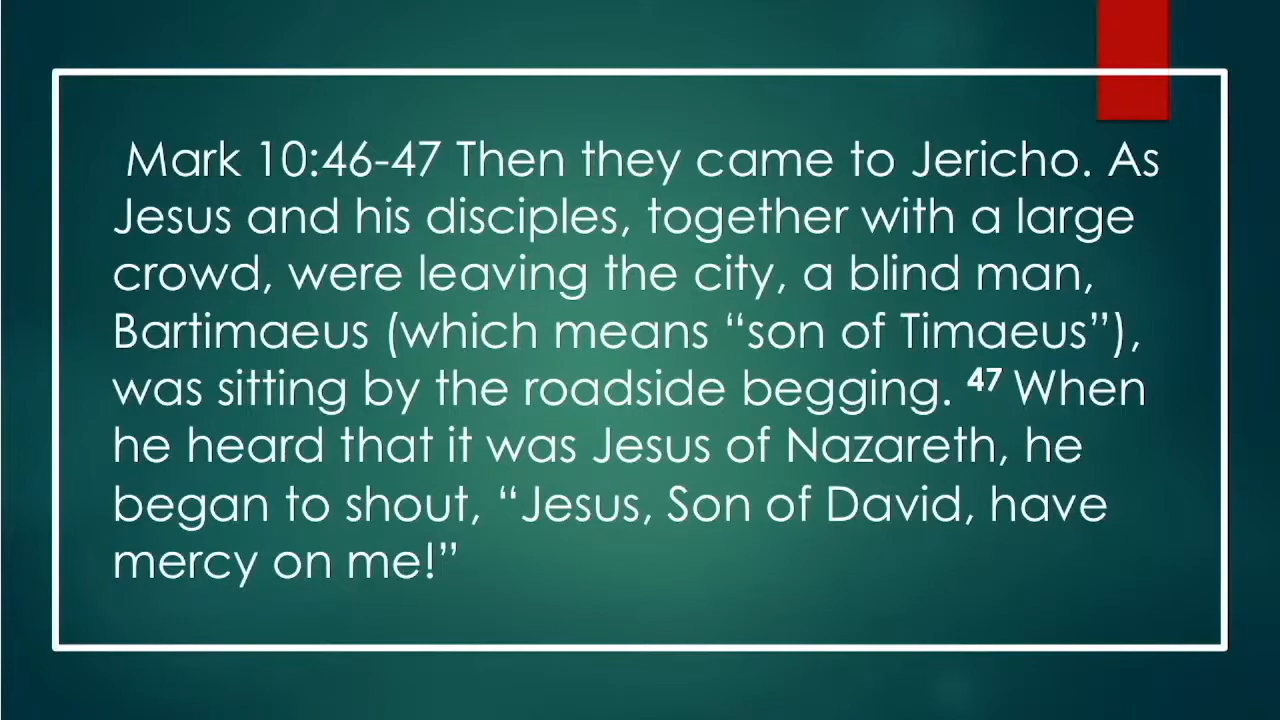 Mark 10:46-47 Then they came to Jericho. As
Jesus and his disciples, together with a large
crowd, were leaving the city, a blind man,
Bartimaeus (which means “son of Timaeus”),
was sitting by the roadside begging. 47 When
he heard that it was Jesus of Nazareth, he
began to shout, “Jesus, Son of David, have
mercy on me!”